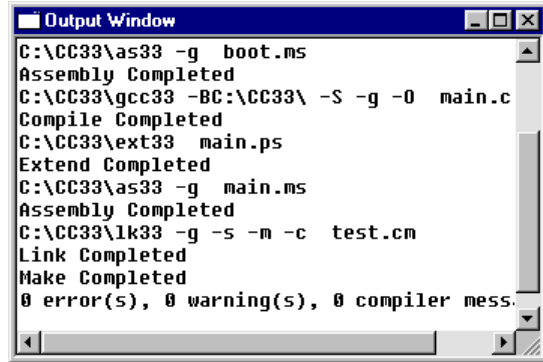 Output Window
C:\CC33\as33 -g  boot.ms
Assembly Completed
C:\CC33\gcc33 -BC:\CC33\ -S -g -O  main.c
Compile Completed
C:\CC33\ext33  main.ps
Extend Completed
C:\CC33\as33 -g  main.ms
Assembly Completed
C:\CC33\lk33 -g -s -m -c  test.cm
Link Completed
Make Completed
0 error(s), 0 warning(s), 0 compiler mess